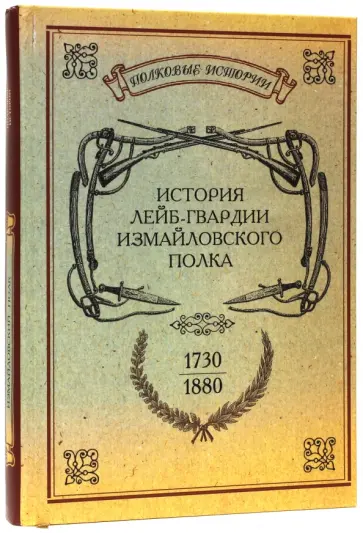 ПОЛКОВЫЕ ИСТОРИИ
ИСТОРИЯ
ЛЕЙБ-ГВАРДИИ
ИЗМАЙЛОВСКОГО
ПОЛКА
1730
1880